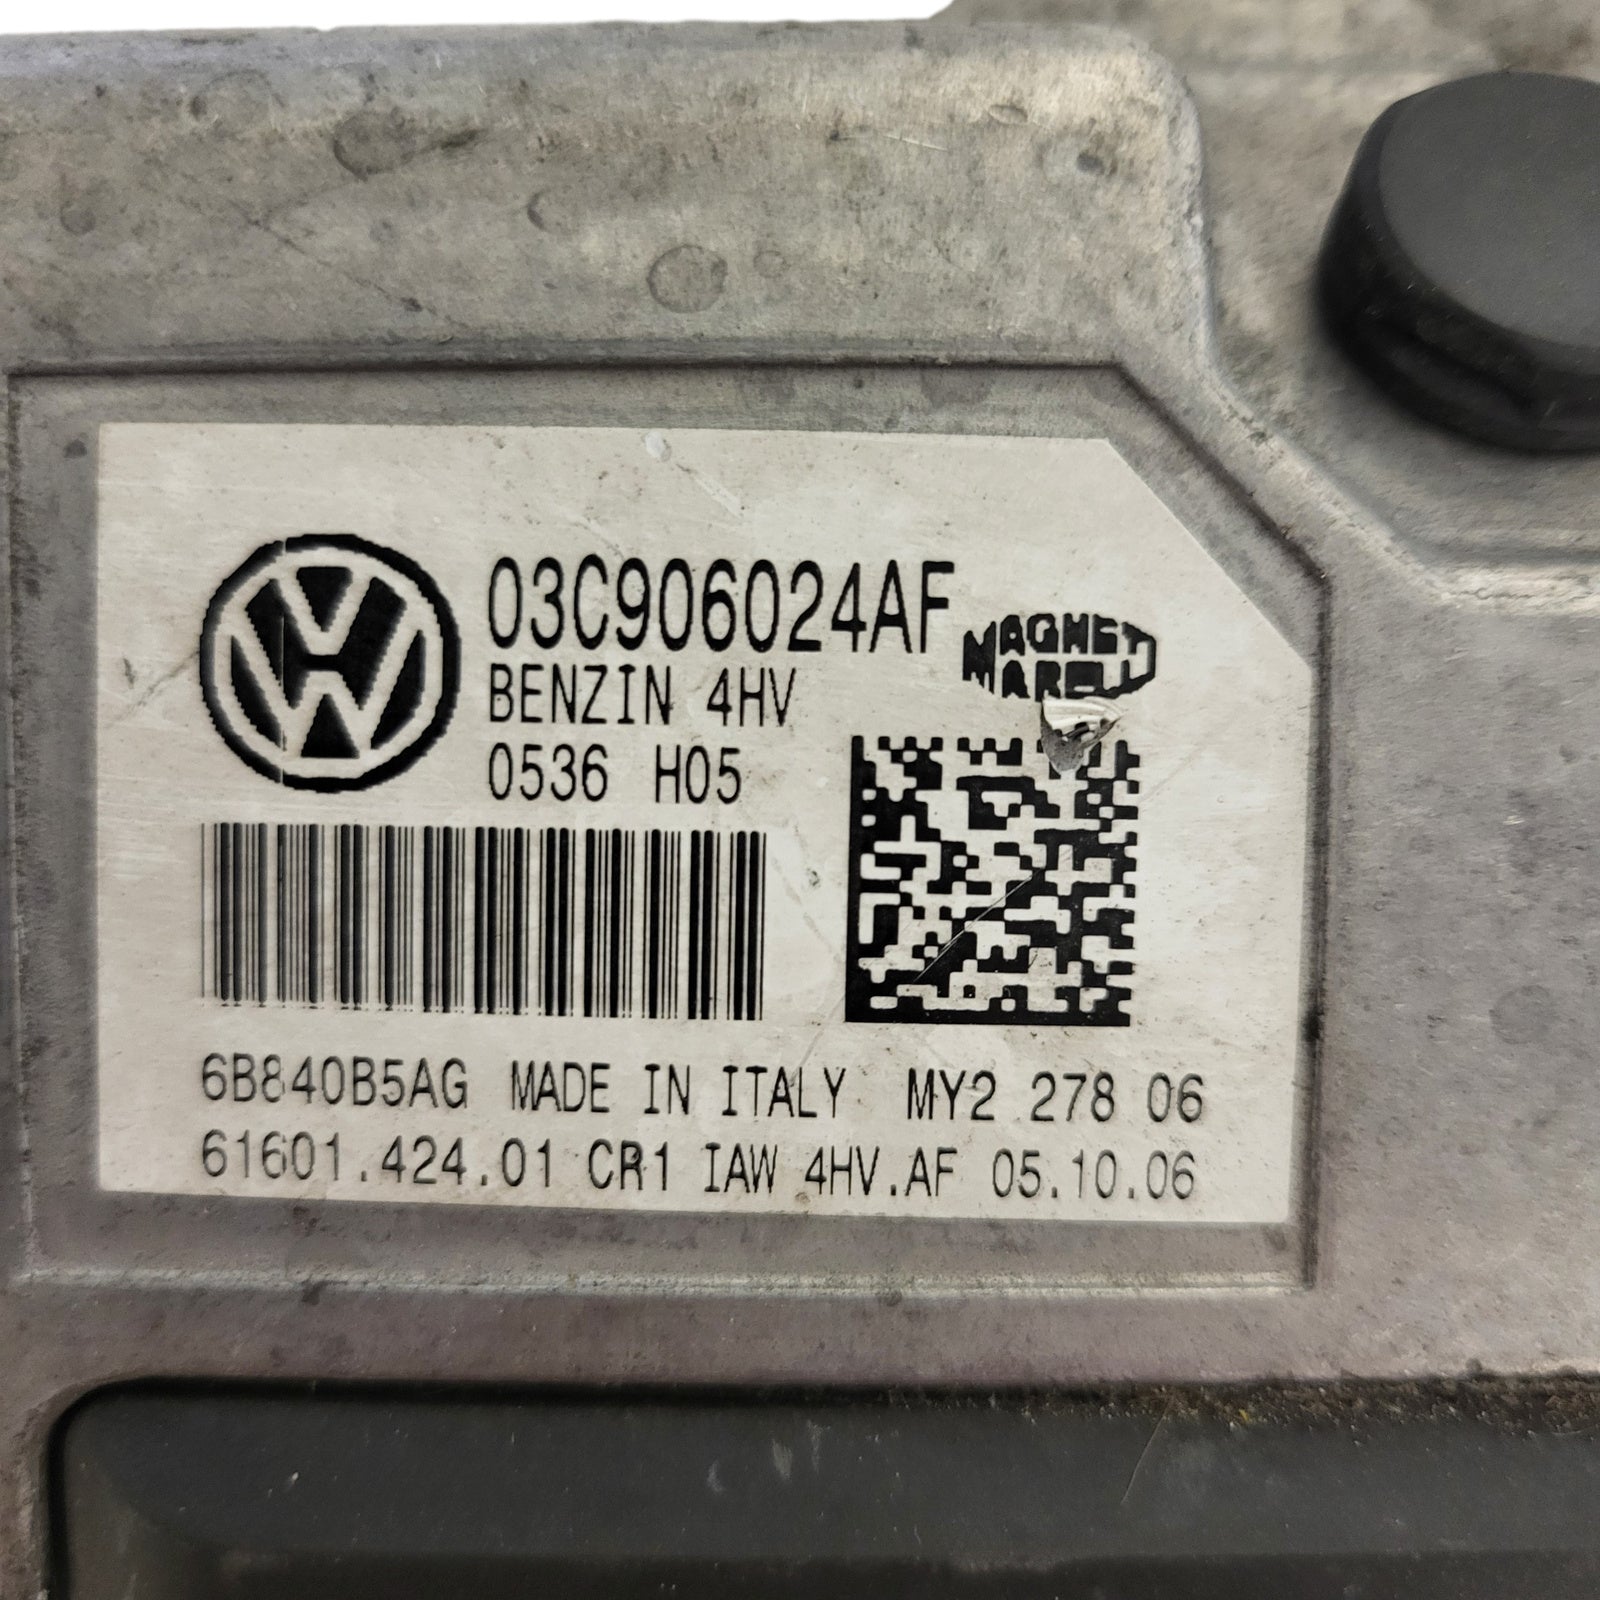 03C906024AF
MAGNETI
MARELLI
BENZIN 4HV
0536 H05
6B840B5AG MADE IN ITALY MY2 278 06
61601.424.01 CR1 IAW 4HV.AF 05.10.06